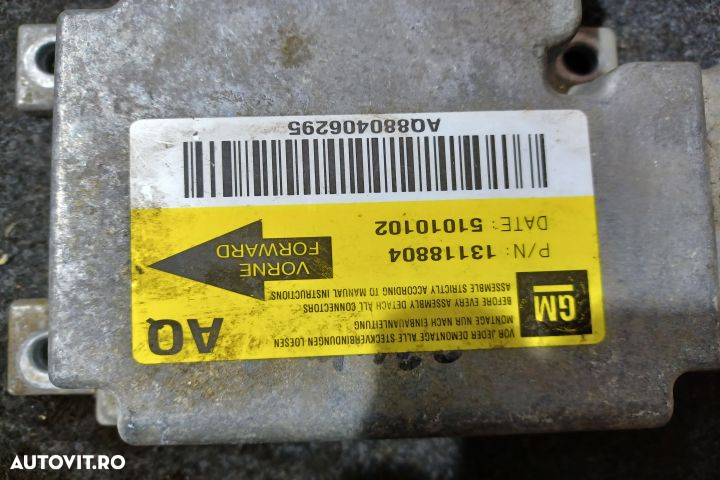 GM
VOR JEDER DEMONTAGE ALLE STECKVERBINDUNGEN LOESEN
MONTAGE NUR NACH EINBAUANLEITUNG
BEFORE EVERY ASSEMBLY DETACH ALL CONNECTORS
ASSEMBLE STRICTLY ACCORDING TO MANUAL INSTRUCTIONS
AQ
P/N: 13118804
DATE: 51010102
VORNE
FORWARD
AQ880406295
AUTOVIT.RO